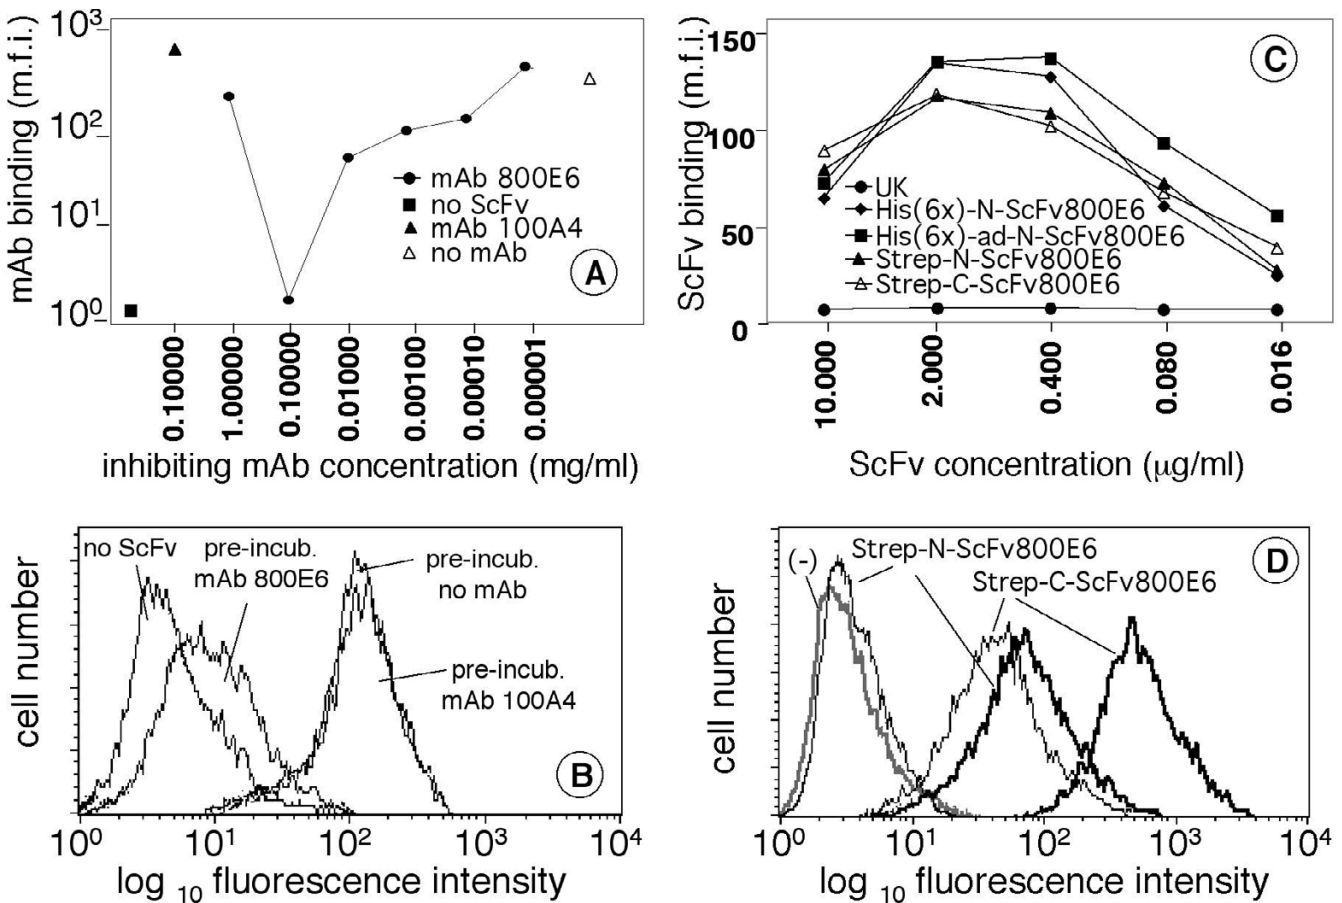 10³
10²
10¹
10⁰
mAb binding (m.f.i.)
mAb 800E6
no ScFv
mAb 100A4
no mAb
A
0.10000
1.00000
0.10000
0.01000
0.00100
0.00010
0.00001
inhibiting mAb concentration (mg/ml)
150
100
50
0
ScFv binding (m.f.i.)
C
UK
His(6x)-N-ScFv800E6
His(6x)-ad-N-ScFv800E6
Strep-N-ScFv800E6
Strep-C-ScFv800E6
10.000
2.000
0.400
0.080
0.016
ScFv concentration (μg/ml)
cell number
no ScFv
pre-incub.
mAb 800E6
pre-incub.
no mAb
pre-incub.
mAb 100A4
B
10⁰ 10¹ 10² 10³ 10⁴
log 10 fluorescence intensity
cell number
(-)
Strep-N-ScFv800E6
Strep-C-ScFv800E6
D
10⁰ 10¹ 10² 10³ 10⁴
log 10 fluorescence intensity